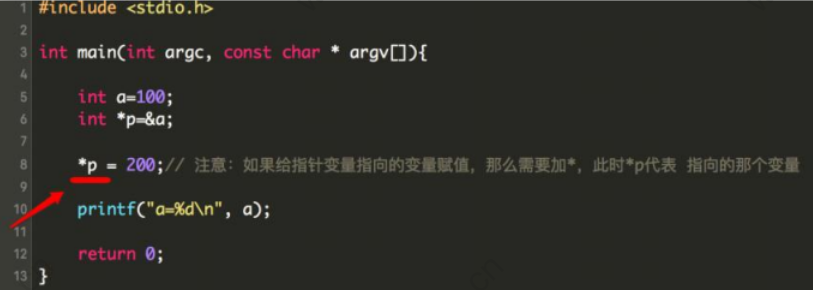 1 #include <stdio.h>
2
3 int main(int argc, const char * argv[]){
4
5 int a=100;
6 int *p=&a;
7
8 *p = 200;// 注意：如果给指针变量指向的变量赋值，那么需要加*，此时*p代表 指向的那个变量
9
10 printf("a=%d\n", a);
11
12 return 0;
13 }